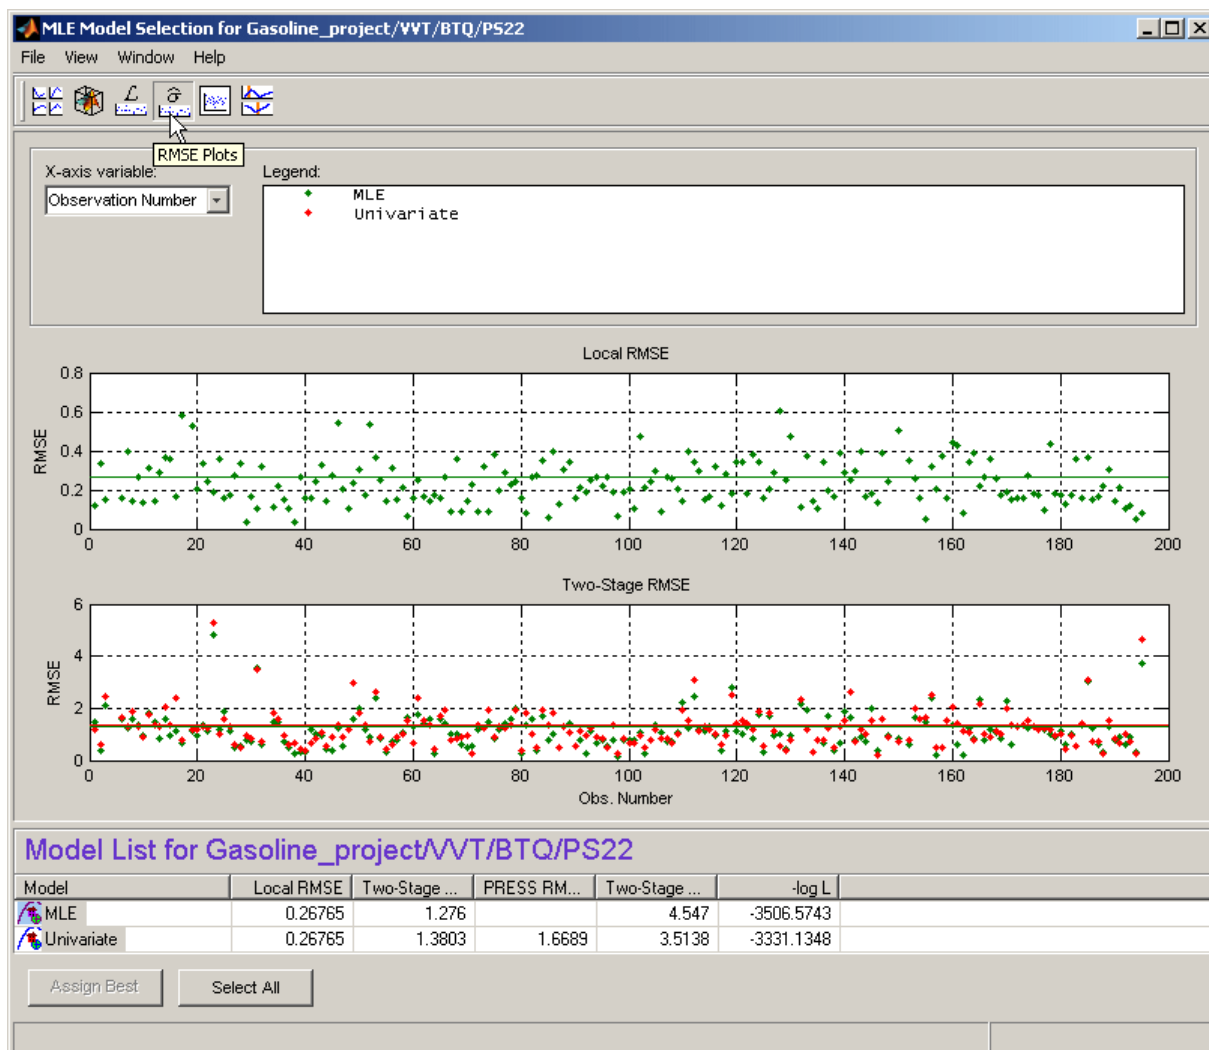 MLE Model Selection for Gasoline_project/VVT/BTQ/PS22
File View Window Help
RMSE Plots
X-axis variable:
Legend:
Observation Number
MLE
Univariate
Local RMSE
RMSE
0.8
0.6
0.4
0.2
0
0 20 40 60 80 100 120 140 160 180 200
Two-Stage RMSE
RMSE
6
4
2
0
0 20 40 60 80 100 120 140 160 180 200
Obs. Number
Model List for Gasoline_project/VVT/BTQ/PS22
Model Local RMSE Two-Stage ... PRESS RM... Two-Stage ... -log L
MLE 0.26765 1.276 4.547 -3506.5743
Univariate 0.26765 1.3803 1.6689 3.5138 -3331.1348
Assign Best Select All